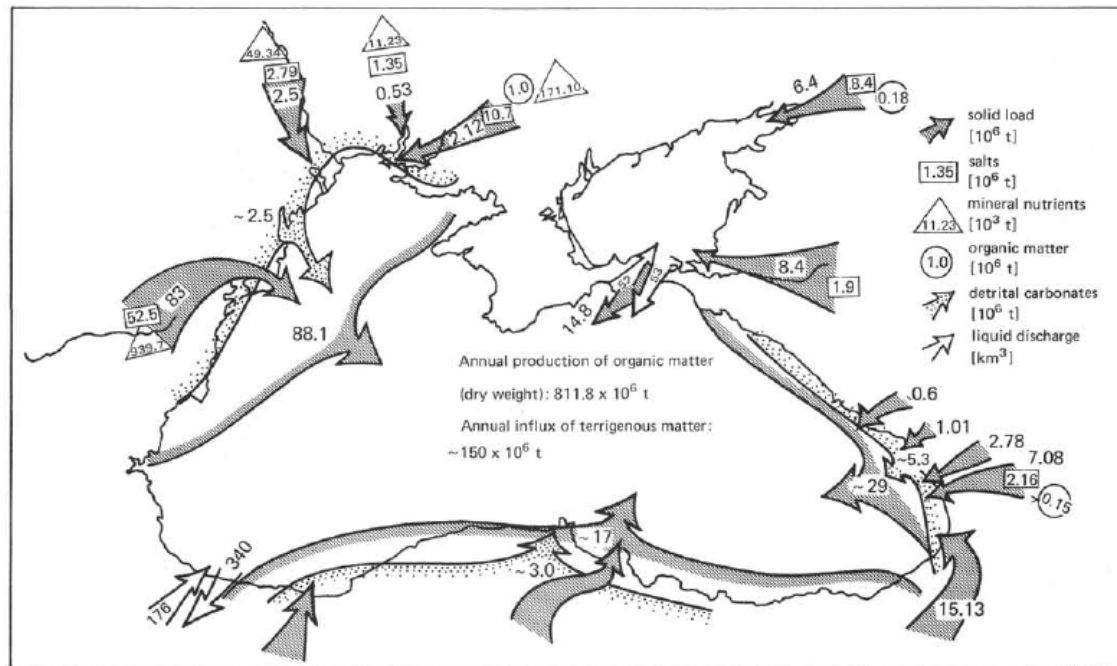 49.34
2.79
2.5
11.23
1.35
0.53
1.0
171.10
10.7
2.12
6.4
8.4
0.18
solid load
[10⁶ t]
1.35
salts
[10⁶ t]
11.23
mineral nutrients
[10³ t]
1.0
organic matter
[10⁶ t]
detrital carbonates
[10⁶ t]
liquid discharge
[km³]
~2.5
83
52.5
939.7
88.1
14.8
52
53
8.4
1.9
Annual production of organic matter
(dry weight): 811.8 x 10⁶ t
Annual influx of terrigenous matter:
~150 x 10⁶ t
0.6
1.01
2.78
~5.3
7.08
2.16
>0.15
~29
~17
~3.0
340
176
15.13